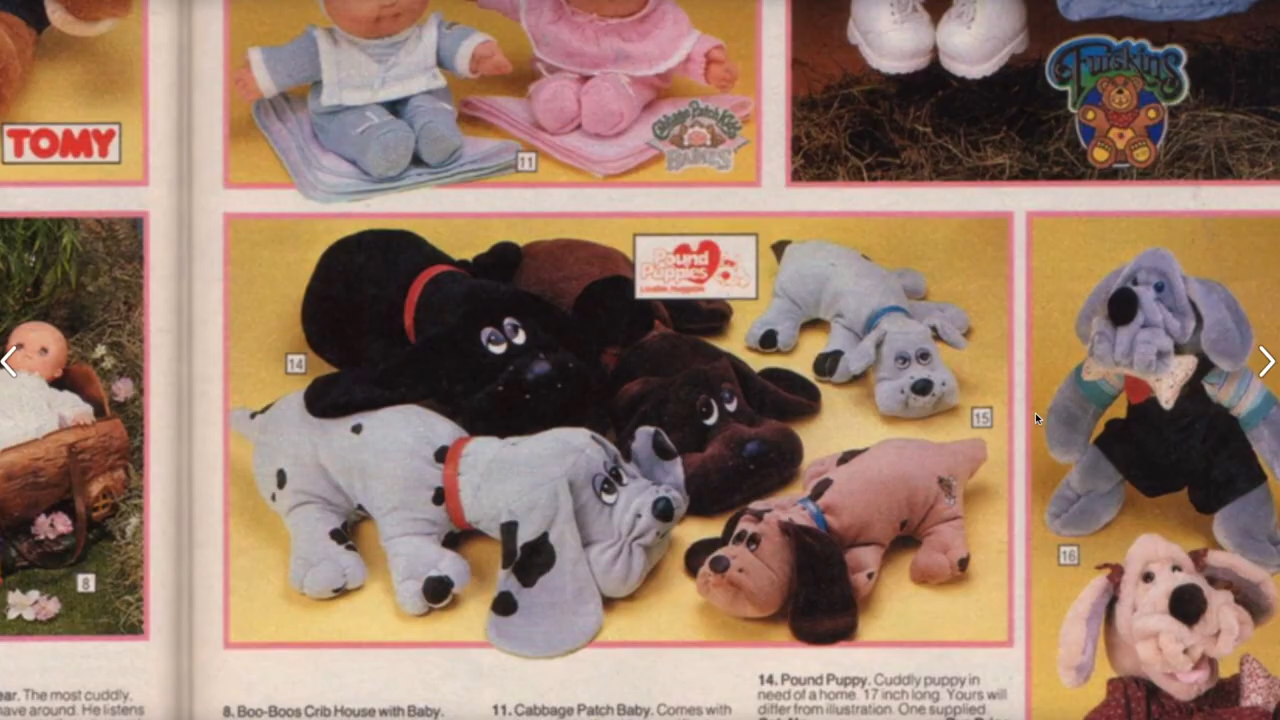 TOMY
Cabbage Patch Kids
BABIES
11
Furskins
Pound
Puppies
14
15
16
8
ear. The most cuddly,
have around. He listens
8. Boo-Boos Crib House with Baby.
11. Cabbage Patch Baby. Comes with
14. Pound Puppy. Cuddly puppy in
need of a home. 17 inch long. Yours will
differ from illustration. One supplied.